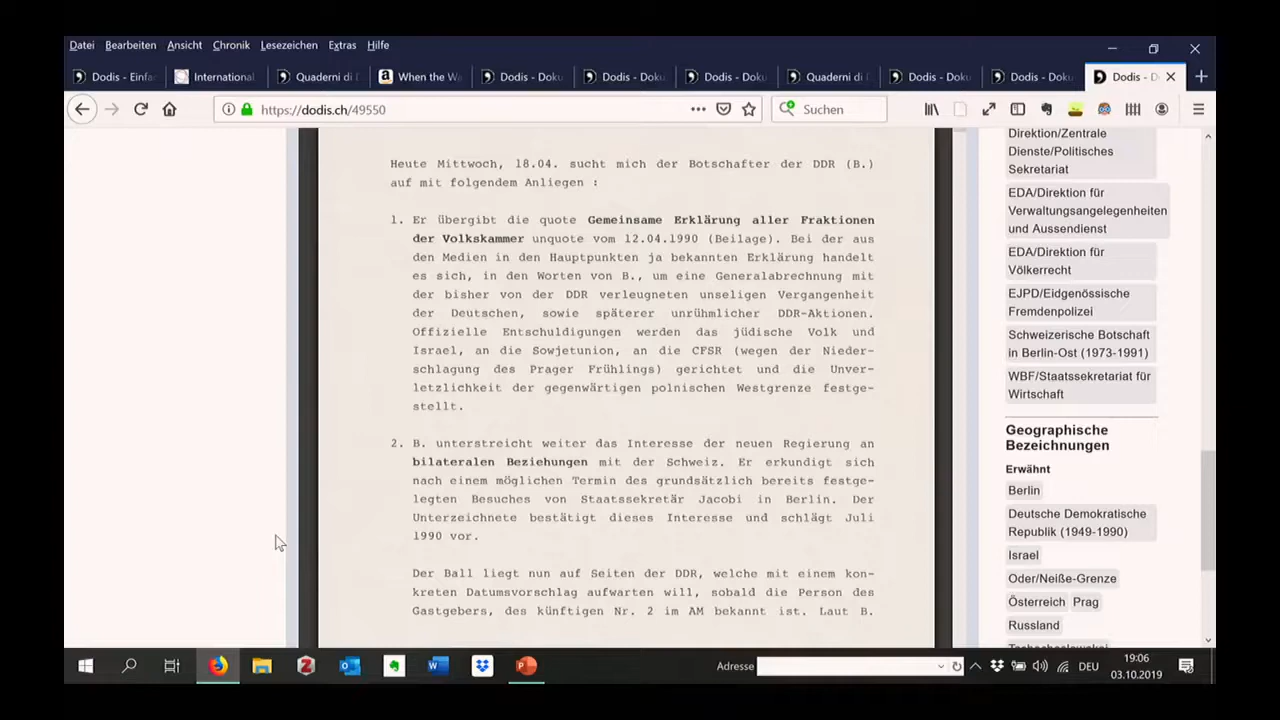 Datei Bearbeiten Ansicht Chronik Lesezeichen Extras Hilfe
Dodis - Einfa International Quaderni di When the Wa Dodis - Doku Dodis - Doku Dodis - Doku Quaderni di Dodis - Doku Dodis - Doku Dodis - D
https://dodis.ch/49550
Suchen
Heute Mittwoch, 18.04. sucht mich der Botschafter der DDR (B.)
auf mit folgendem Anliegen :
1. Er übergibt die quote Gemeinsame Erklärung aller Fraktionen
der Volkskammer unquote vom 12.04.1990 (Beilage). Bei der aus
den Medien in den Hauptpunkten ja bekannten Erklärung handelt
es sich, in den Worten von B., um eine Generalabrechnung mit
der bisher von der DDR verleugneten unseligen Vergangenheit
der Deutschen, sowie späterer unrühmlicher DDR-Aktionen.
Offizielle Entschuldigungen werden das jüdische Volk und
Israel, an die Sowjetunion, an die CFSR (wegen der Nieder-
schlagung des Prager Frühlings) gerichtet und die Unver-
letzlichkeit der gegenwärtigen polnischen Westgrenze festge-
stellt.
2. B. unterstreicht weiter das Interesse der neuen Regierung an
bilateralen Beziehungen mit der Schweiz. Er erkundigt sich
nach einem möglichen Termin des grundsätzlich bereits festge-
legten Besuches von Staatssekretär Jacobi in Berlin. Der
Unterzeichnete bestätigt dieses Interesse und schlägt Juli
1990 vor.
Der Ball liegt nun auf Seiten der DDR, welche mit einem kon-
kreten Datumsvorschlag aufwarten will, sobald die Person des
Gastgebers, des künftigen Nr. 2 im AM bekannt ist. Laut B.
Direktion/Zentrale
Dienste/Politisches
Sekretariat
EDA/Direktion für
Verwaltungsangelegenheiten
und Aussendienst
EDA/Direktion für
Völkerrecht
EJPD/Eidgenössische
Fremdenpolizei
Schweizerische Botschaft
in Berlin-Ost (1973-1991)
WBF/Staatssekretariat für
Wirtschaft
Geographische
Bezeichnungen
Erwähnt
Berlin
Deutsche Demokratische
Republik (1949-1990)
Israel
Oder/Neiße-Grenze
Österreich Prag
Russland
Adresse
DEU
19:06
03.10.2019